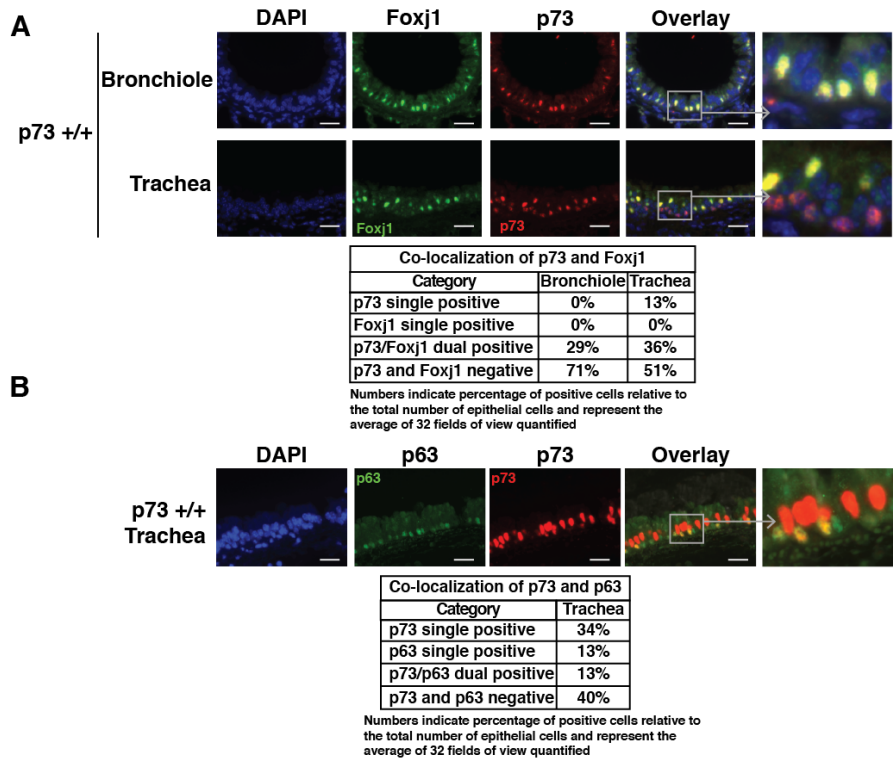 A
DAPI Foxj1 p73 Overlay
Bronchiole
p73 +/+
Trachea
Foxj1 p73
Co-localization of p73 and Foxj1
Category Bronchiole Trachea
p73 single positive 0% 13%
Foxj1 single positive 0% 0%
p73/Foxj1 dual positive 29% 36%
p73 and Foxj1 negative 71% 51%
Numbers indicate percentage of positive cells relative to
the total number of epithelial cells and represent the
average of 32 fields of view quantified
B
DAPI p63 p73 Overlay
p63 p73
p73 +/+
Trachea
Co-localization of p73 and p63
Category Trachea
p73 single positive 34%
p63 single positive 13%
p73/p63 dual positive 13%
p73 and p63 negative 40%
Numbers indicate percentage of positive cells relative to
the total number of epithelial cells and represent the
average of 32 fields of view quantified